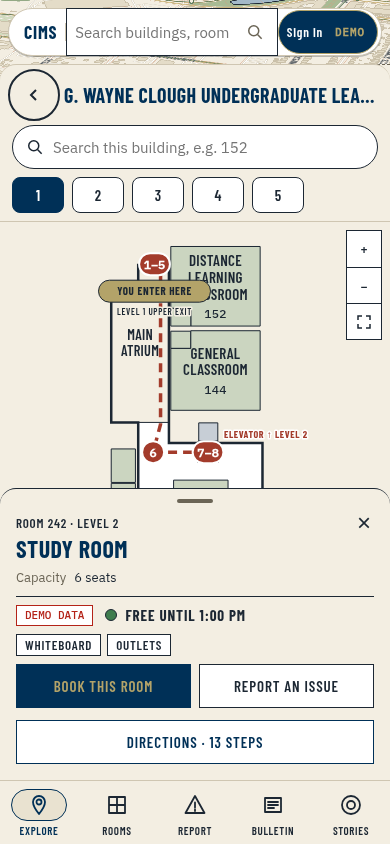 CIMS
Search buildings, room
Sign In DEMO
G. WAYNE CLOUGH UNDERGRADUATE LEA...
Search this building, e.g. 152
1 2 3 4 5
+
−
1–5
DISTANCE
LEARNING
152
YOU ENTER HERE
LEVEL 1 UPPER EXIT
MAIN
ATRIUM
GENERAL
CLASSROOM
144
ELEVATOR ↑ LEVEL 2
6 7–8
ROOM 242 · LEVEL 2
STUDY ROOM
Capacity 6 seats
DEMO DATA FREE UNTIL 1:00 PM
WHITEBOARD OUTLETS
BOOK THIS ROOM REPORT AN ISSUE
DIRECTIONS · 13 STEPS
EXPLORE ROOMS REPORT BULLETIN STORIES